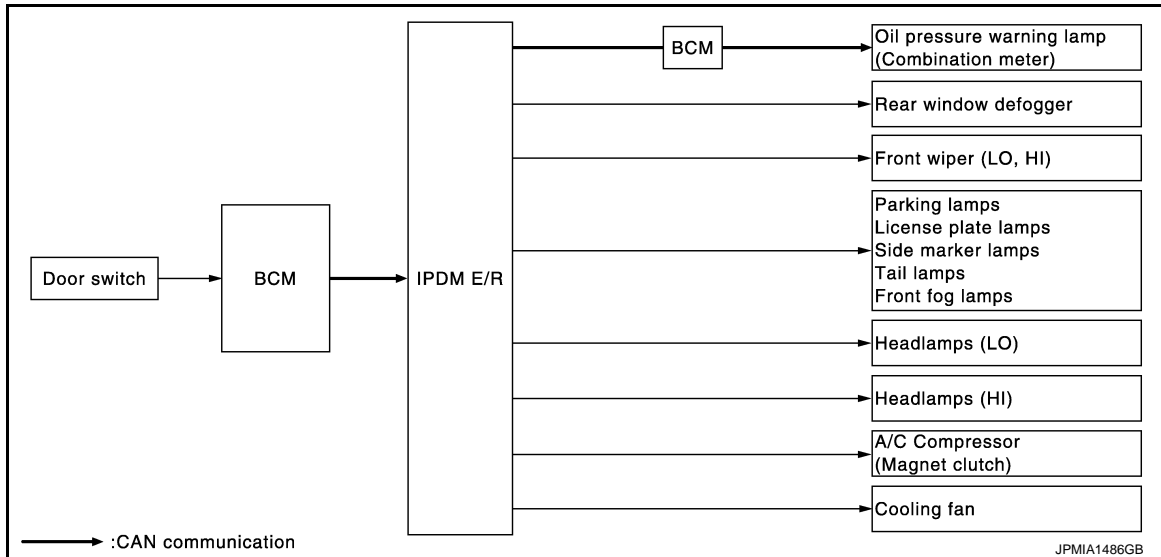 BCM
Oil pressure warning lamp
(Combination meter)
Rear window defogger
Front wiper (LO, HI)
Parking lamps
License plate lamps
Side marker lamps
Tail lamps
Front fog lamps
Door switch
BCM
IPDM E/R
Headlamps (LO)
Headlamps (HI)
A/C Compressor
(Magnet clutch)
Cooling fan
:CAN communication
JPMIA1486GB